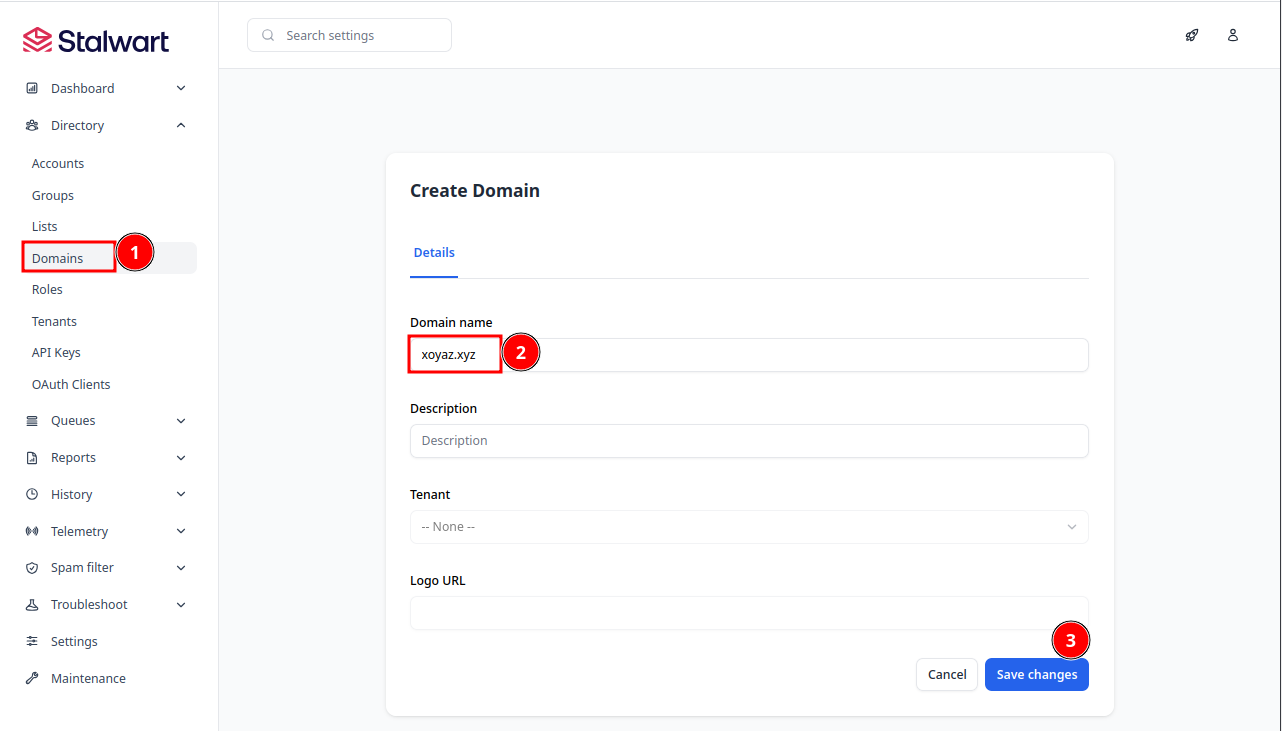 Stalwart
Search settings
Dashboard
Directory
Accounts
Groups
Lists
Domains
1
Roles
Tenants
API Keys
OAuth Clients
Queues
Reports
History
Telemetry
Spam filter
Troubleshoot
Settings
Maintenance
Create Domain
Details
Domain name
xoyaz.xyz
2
Description
Description
Tenant
-- None --
Logo URL
3
Cancel
Save changes